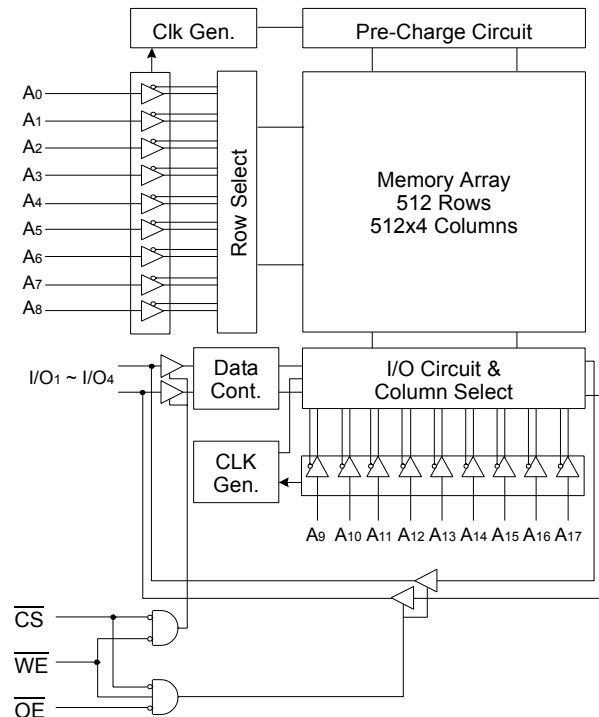 Clk Gen.
Pre-Charge Circuit
A0
A1
A2
A3
A4
A5
A6
A7
A8
Row Select
Memory Array
512 Rows
512x4 Columns
I/O1 ~ I/O4
Data
Cont.
I/O Circuit &
Column Select
CLK
Gen.
A9 A10 A11 A12 A13 A14 A15 A16 A17
CS
WE
OE